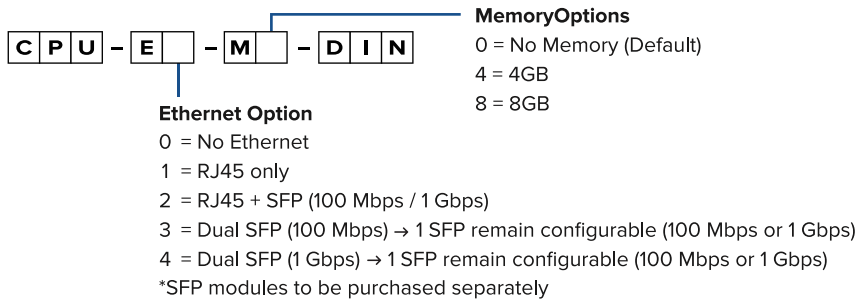 MemoryOptions
0 = No Memory (Default)
4 = 4GB
8 = 8GB
CPU - E - M - DIN
Ethernet Option
0 = No Ethernet
1 = RJ45 only
2 = RJ45 + SFP (100 Mbps / 1 Gbps)
3 = Dual SFP (100 Mbps) → 1 SFP remain configurable (100 Mbps or 1 Gbps)
4 = Dual SFP (1 Gbps) → 1 SFP remain configurable (100 Mbps or 1 Gbps)
*SFP modules to be purchased separately